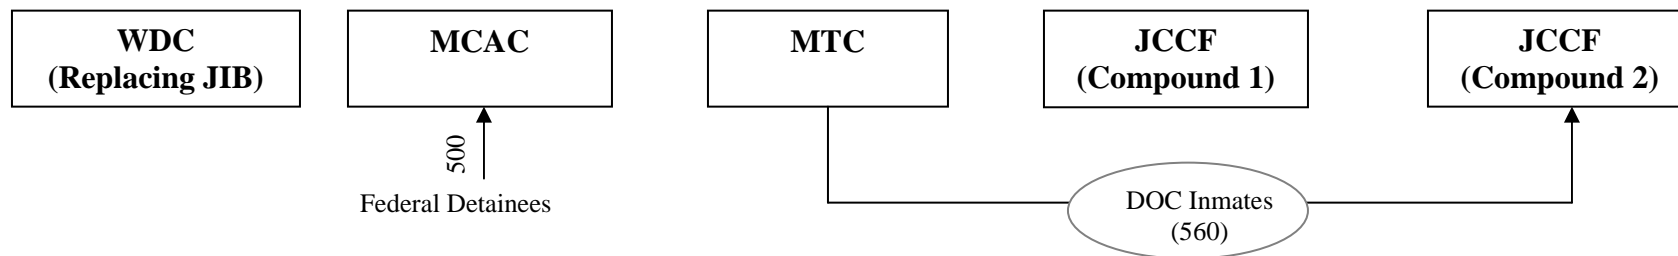 WDC
(Replacing JIB)
MCAC
MTC
JCCF
(Compound 1)
JCCF
(Compound 2)
500
Federal Detainees
DOC Inmates
(560)